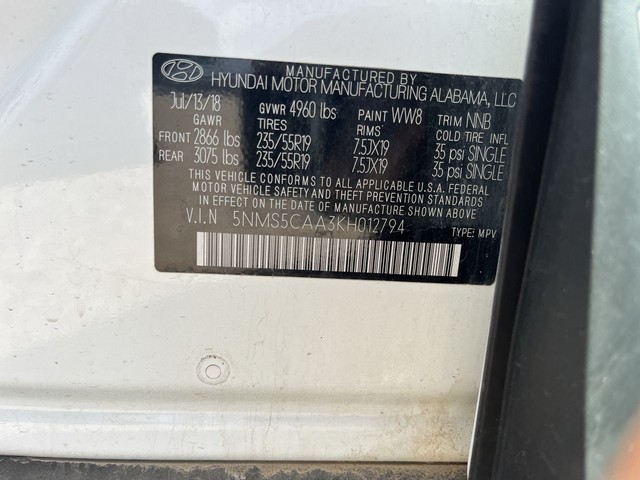 MANUFACTURED BY
HYUNDAI MOTOR MANUFACTURING ALABAMA, LLC
Jul/13/18 GVWR 4960 lbs PAINT WW8 TRIM NNB
GAWR TIRES RIMS' COLD TIRE INFL
FRONT 2866 lbs 235/55R19 7.5JX19 35 psi SINGLE
REAR 3075 lbs 235/55R19 7.5JX19 35 psi SINGLE
THIS VEHICLE CONFORMS TO ALL APPLICABLE U.S.A. FEDERAL
MOTOR VEHICLE SAFETY STANDARDS IN EFFECT
ON THE DATE OF MANUFACTURE SHOWN ABOVE.
V.I.N 5NMS5CAA3KH012794
TYPE: MPV